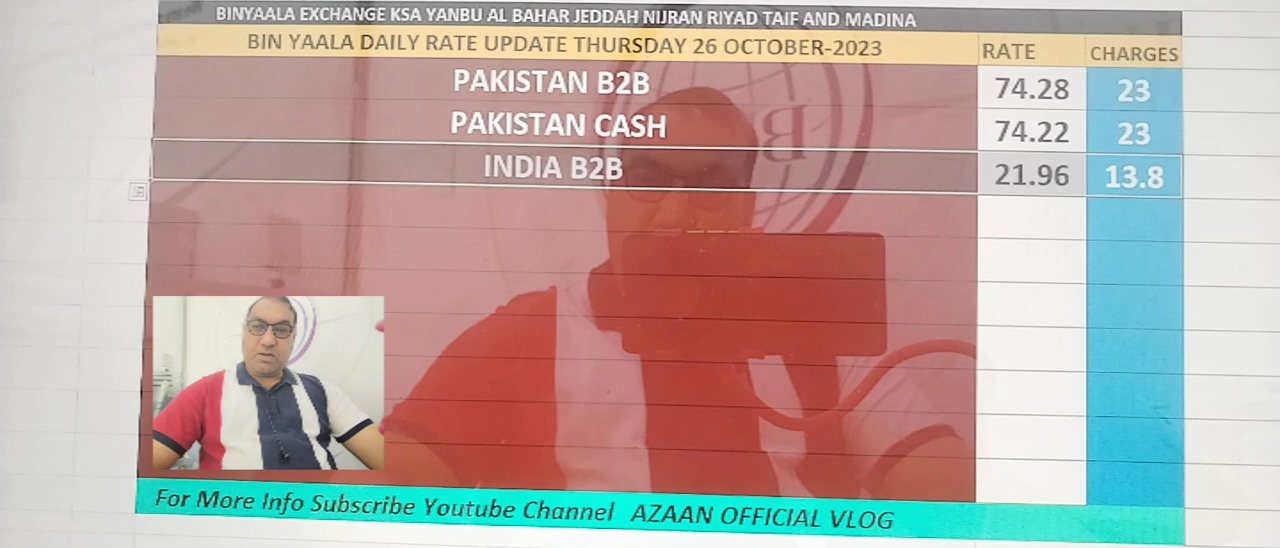 BINYAALA EXCHANGE KSA YANBU AL BAHAR JEDDAH NIJRAN RIYAD TAIF AND MADINA
BIN YAALA DAILY RATE UPDATE THURSDAY 26 OCTOBER-2023 RATE CHARGES
PAKISTAN B2B 74.28 23
PAKISTAN CASH 74.22 23
INDIA B2B 21.96 13.8
For More Info Subscribe Youtube Channel AZAAN OFFICIAL VLOG